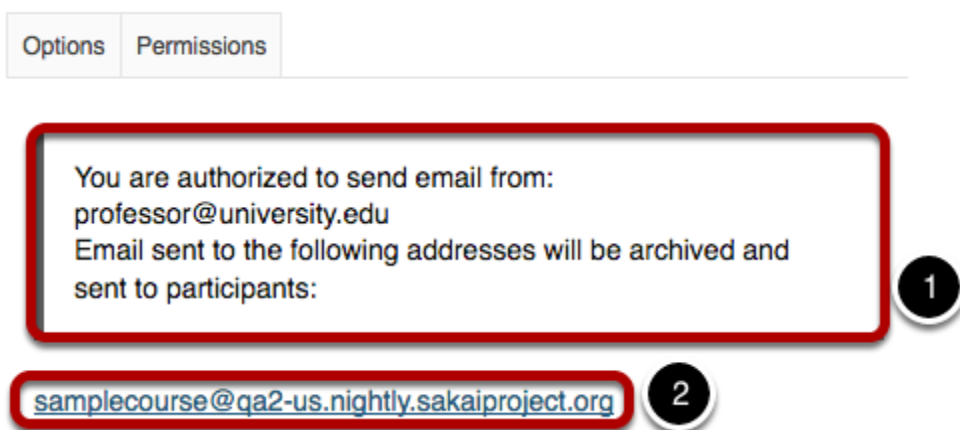 Options Permissions
You are authorized to send email from:
professor@university.edu
Email sent to the following addresses will be archived and
sent to participants:
1
samplecourse@qa2-us.nightly.sakaiproject.org 2